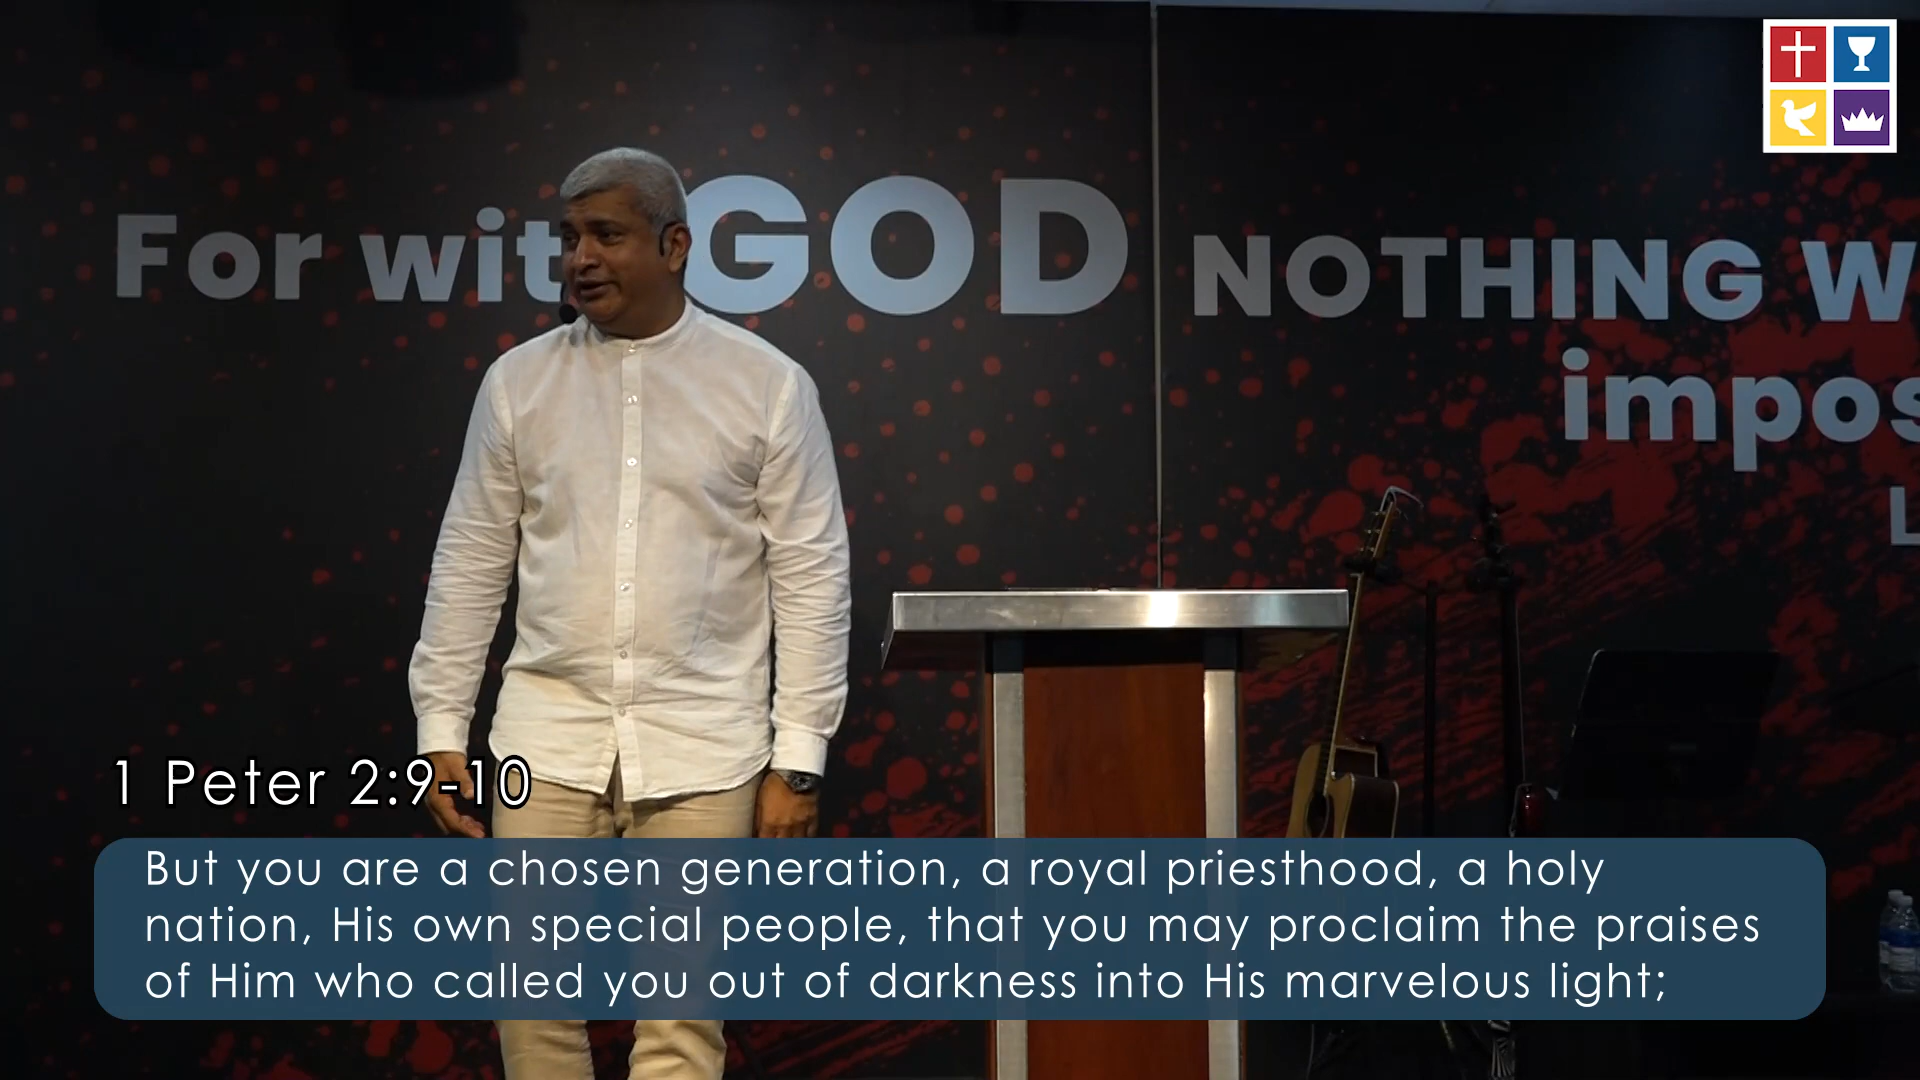 For wit GOD NOTHING W
impos
L
1 Peter 2:9-10
But you are a chosen generation, a royal priesthood, a holy
nation, His own special people, that you may proclaim the praises
of Him who called you out of darkness into His marvelous light;